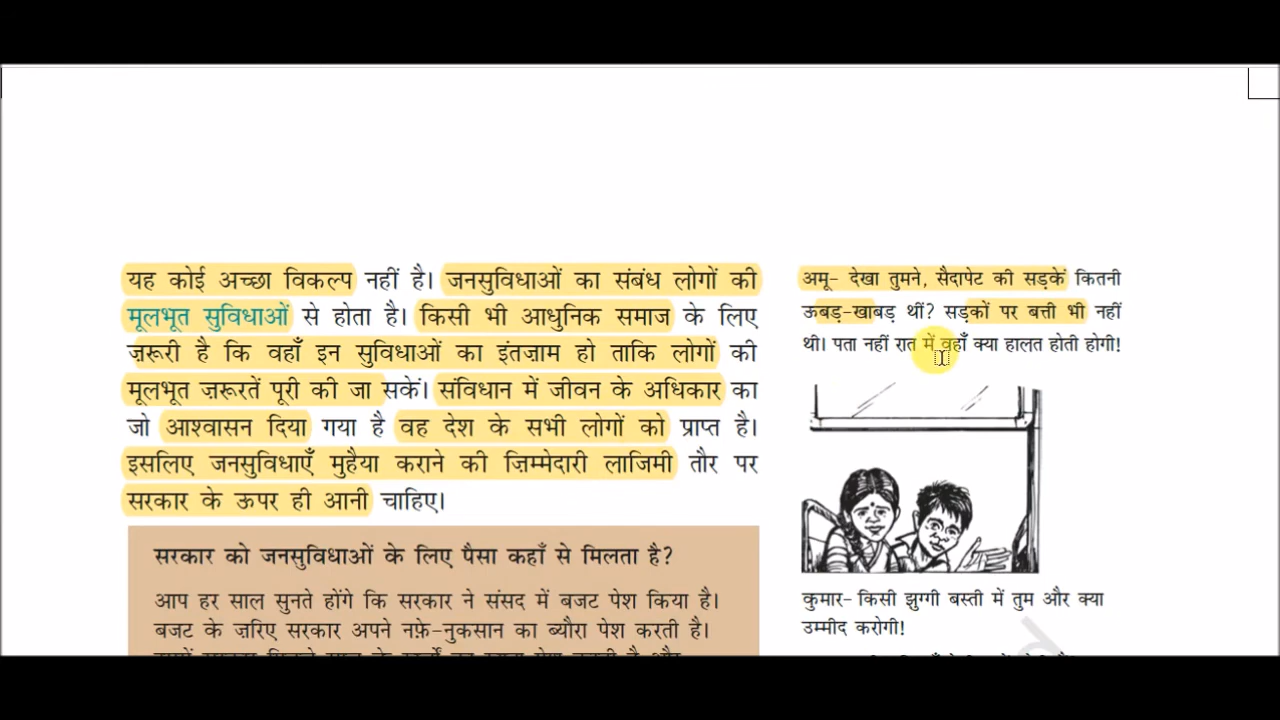 यह कोई अच्छा विकल्प नहीं है। जनसुविधाओं का संबंध लोगों की
मूलभूत सुविधाओं से होता है। किसी भी आधुनिक समाज के लिए
ज़रूरी है कि वहाँ इन सुविधाओं का इंतज़ाम हो ताकि लोगों की
मूलभूत ज़रूरतें पूरी की जा सकें। संविधान में जीवन के अधिकार का
जो आश्वासन दिया गया है वह देश के सभी लोगों को प्राप्त है।
इसलिए जनसुविधाएँ मुहैया कराने की ज़िम्मेदारी लाजिमी तौर पर
सरकार के ऊपर ही आनी चाहिए।
सरकार को जनसुविधाओं के लिए पैसा कहाँ से मिलता है?
आप हर साल सुनते होंगे कि सरकार ने संसद में बजट पेश किया है।
बजट के ज़रिए सरकार अपने नफ़े-नुकसान का ब्यौरा पेश करती है।
अमू- देखा तुमने, सैदापेट की सड़कें कितनी
ऊबड़-खाबड़ थीं? सड़कों पर बत्ती भी नहीं
थी। पता नहीं रात में वहाँ क्या हालत होती होगी!
कुमार- किसी झुग्गी बस्ती में तुम और क्या
उम्मीद करोगी!